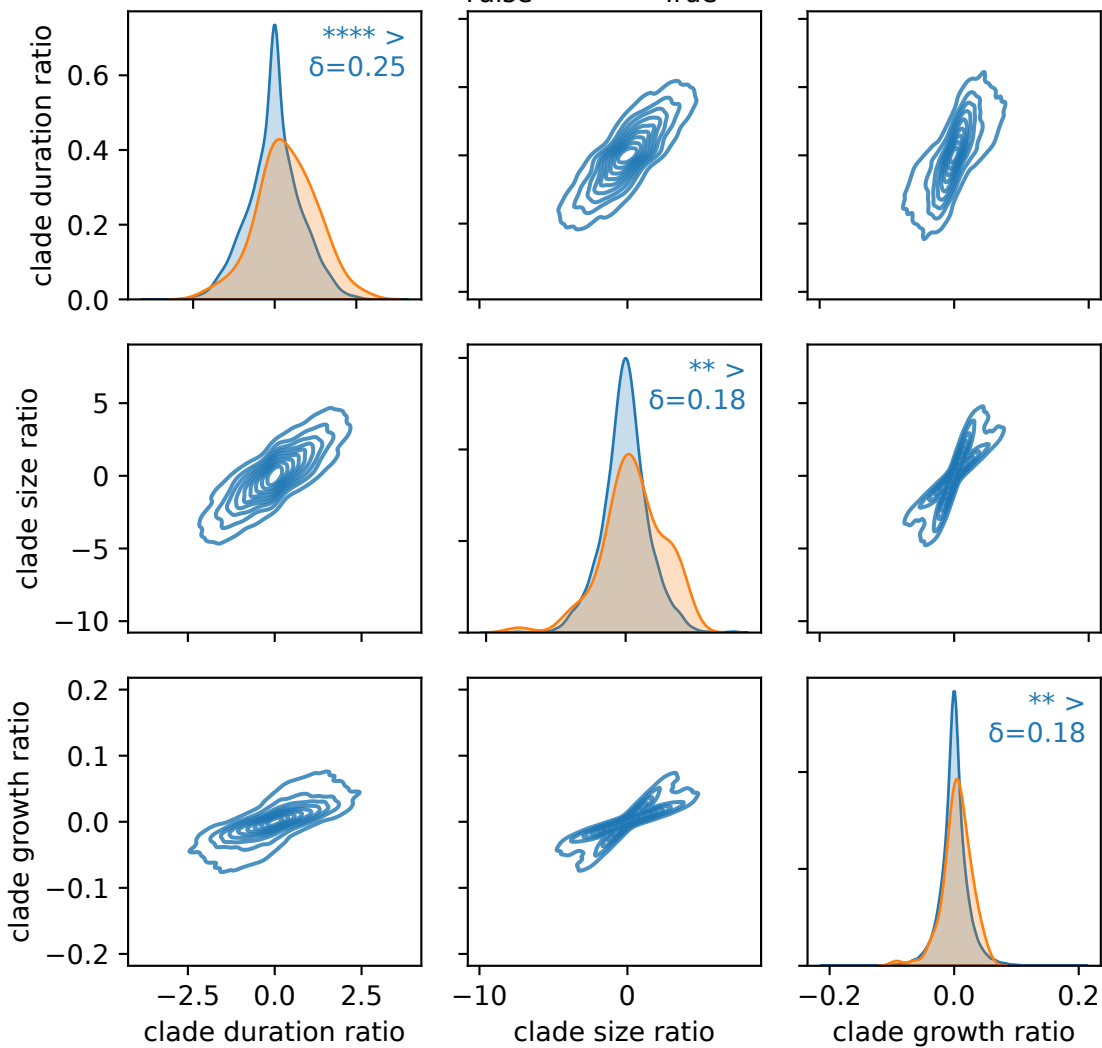 clade duration ratio
0.6
0.4
0.2
0.0
**** >
δ=0.25
clade size ratio
5
0
−5
−10
** >
δ=0.18
clade growth ratio
0.2
0.1
0.0
−0.1
−0.2
** >
δ=0.18
−2.5 0.0 2.5
−10 0
−0.2 0.0 0.2
clade duration ratio
clade size ratio
clade growth ratio